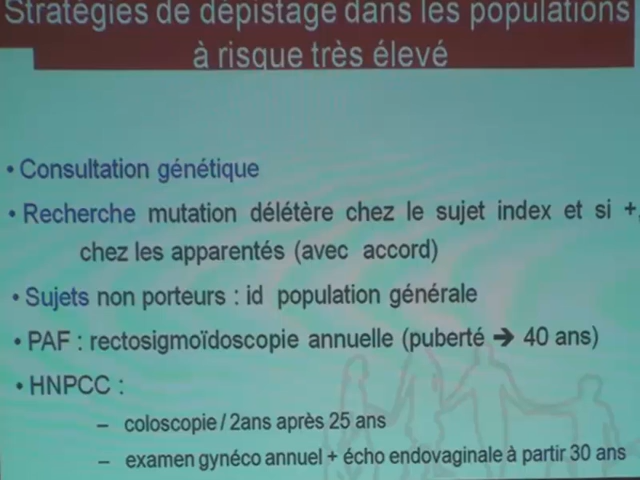 Stratégies de dépistage dans les populations
à risque très élevé
• Consultation génétique
• Recherche mutation délétère chez le sujet index et si +,
chez les apparentés (avec accord)
• Sujets non porteurs : id population générale
• PAF : rectosigmoïdoscopie annuelle (puberté ➔ 40 ans)
• HNPCC :
– coloscopie / 2ans après 25 ans
– examen gynéco annuel + écho endovaginale à partir 30 ans